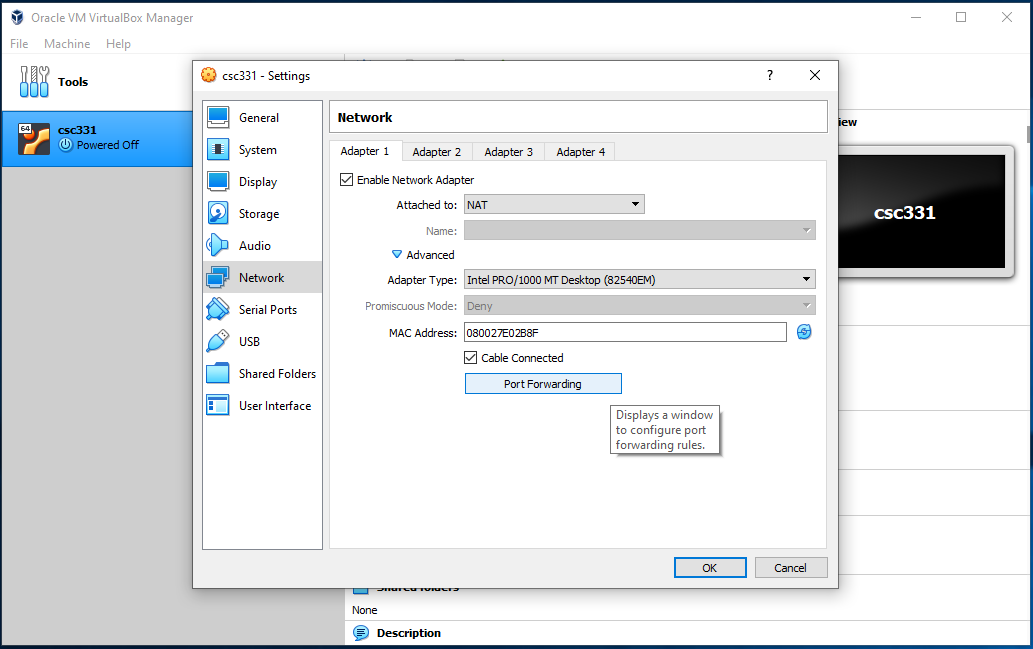 Oracle VM VirtualBox Manager
File Machine Help
Tools
64
csc331
Powered Off
csc331 - Settings
?
General
System
Display
Storage
Audio
Network
Serial Ports
USB
Shared Folders
User Interface
Network
Adapter 1 Adapter 2 Adapter 3 Adapter 4
Enable Network Adapter
Attached to: NAT
Name:
Advanced
Adapter Type: Intel PRO/1000 MT Desktop (82540EM)
Promiscuous Mode: Deny
MAC Address: 080027E02B8F
Cable Connected
Port Forwarding
Displays a window
to configure port
forwarding rules.
OK Cancel
iew
csc331
Shared folders
None
Description